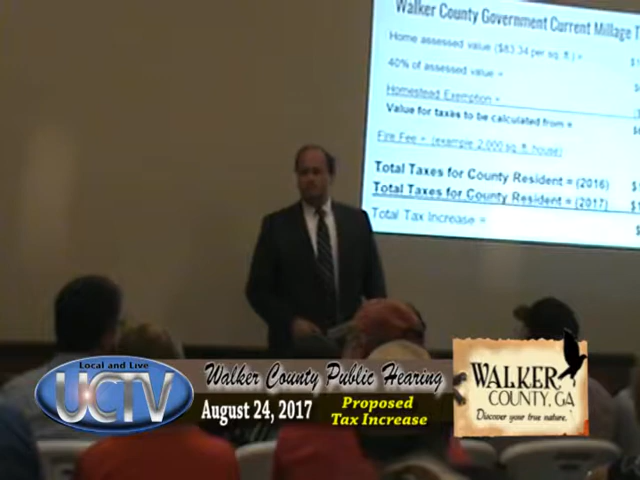 Walker County Government Current Millage
Home assessed value ($83.34 per sq. ft.) =
40% of assessed value =
Homestead Exemption =
Value for taxes to be calculated from =
Fire Fee = (example 2,000 sq. ft. house)
Total Taxes for County Resident = (2016)
Total Taxes for County Resident = (2017)
Total Tax Increase =
Local and Live
UCTV
Walker County Public Hearing
August 24, 2017
Proposed
Tax Increase
WALKER
COUNTY, GA
Discover your true nature.